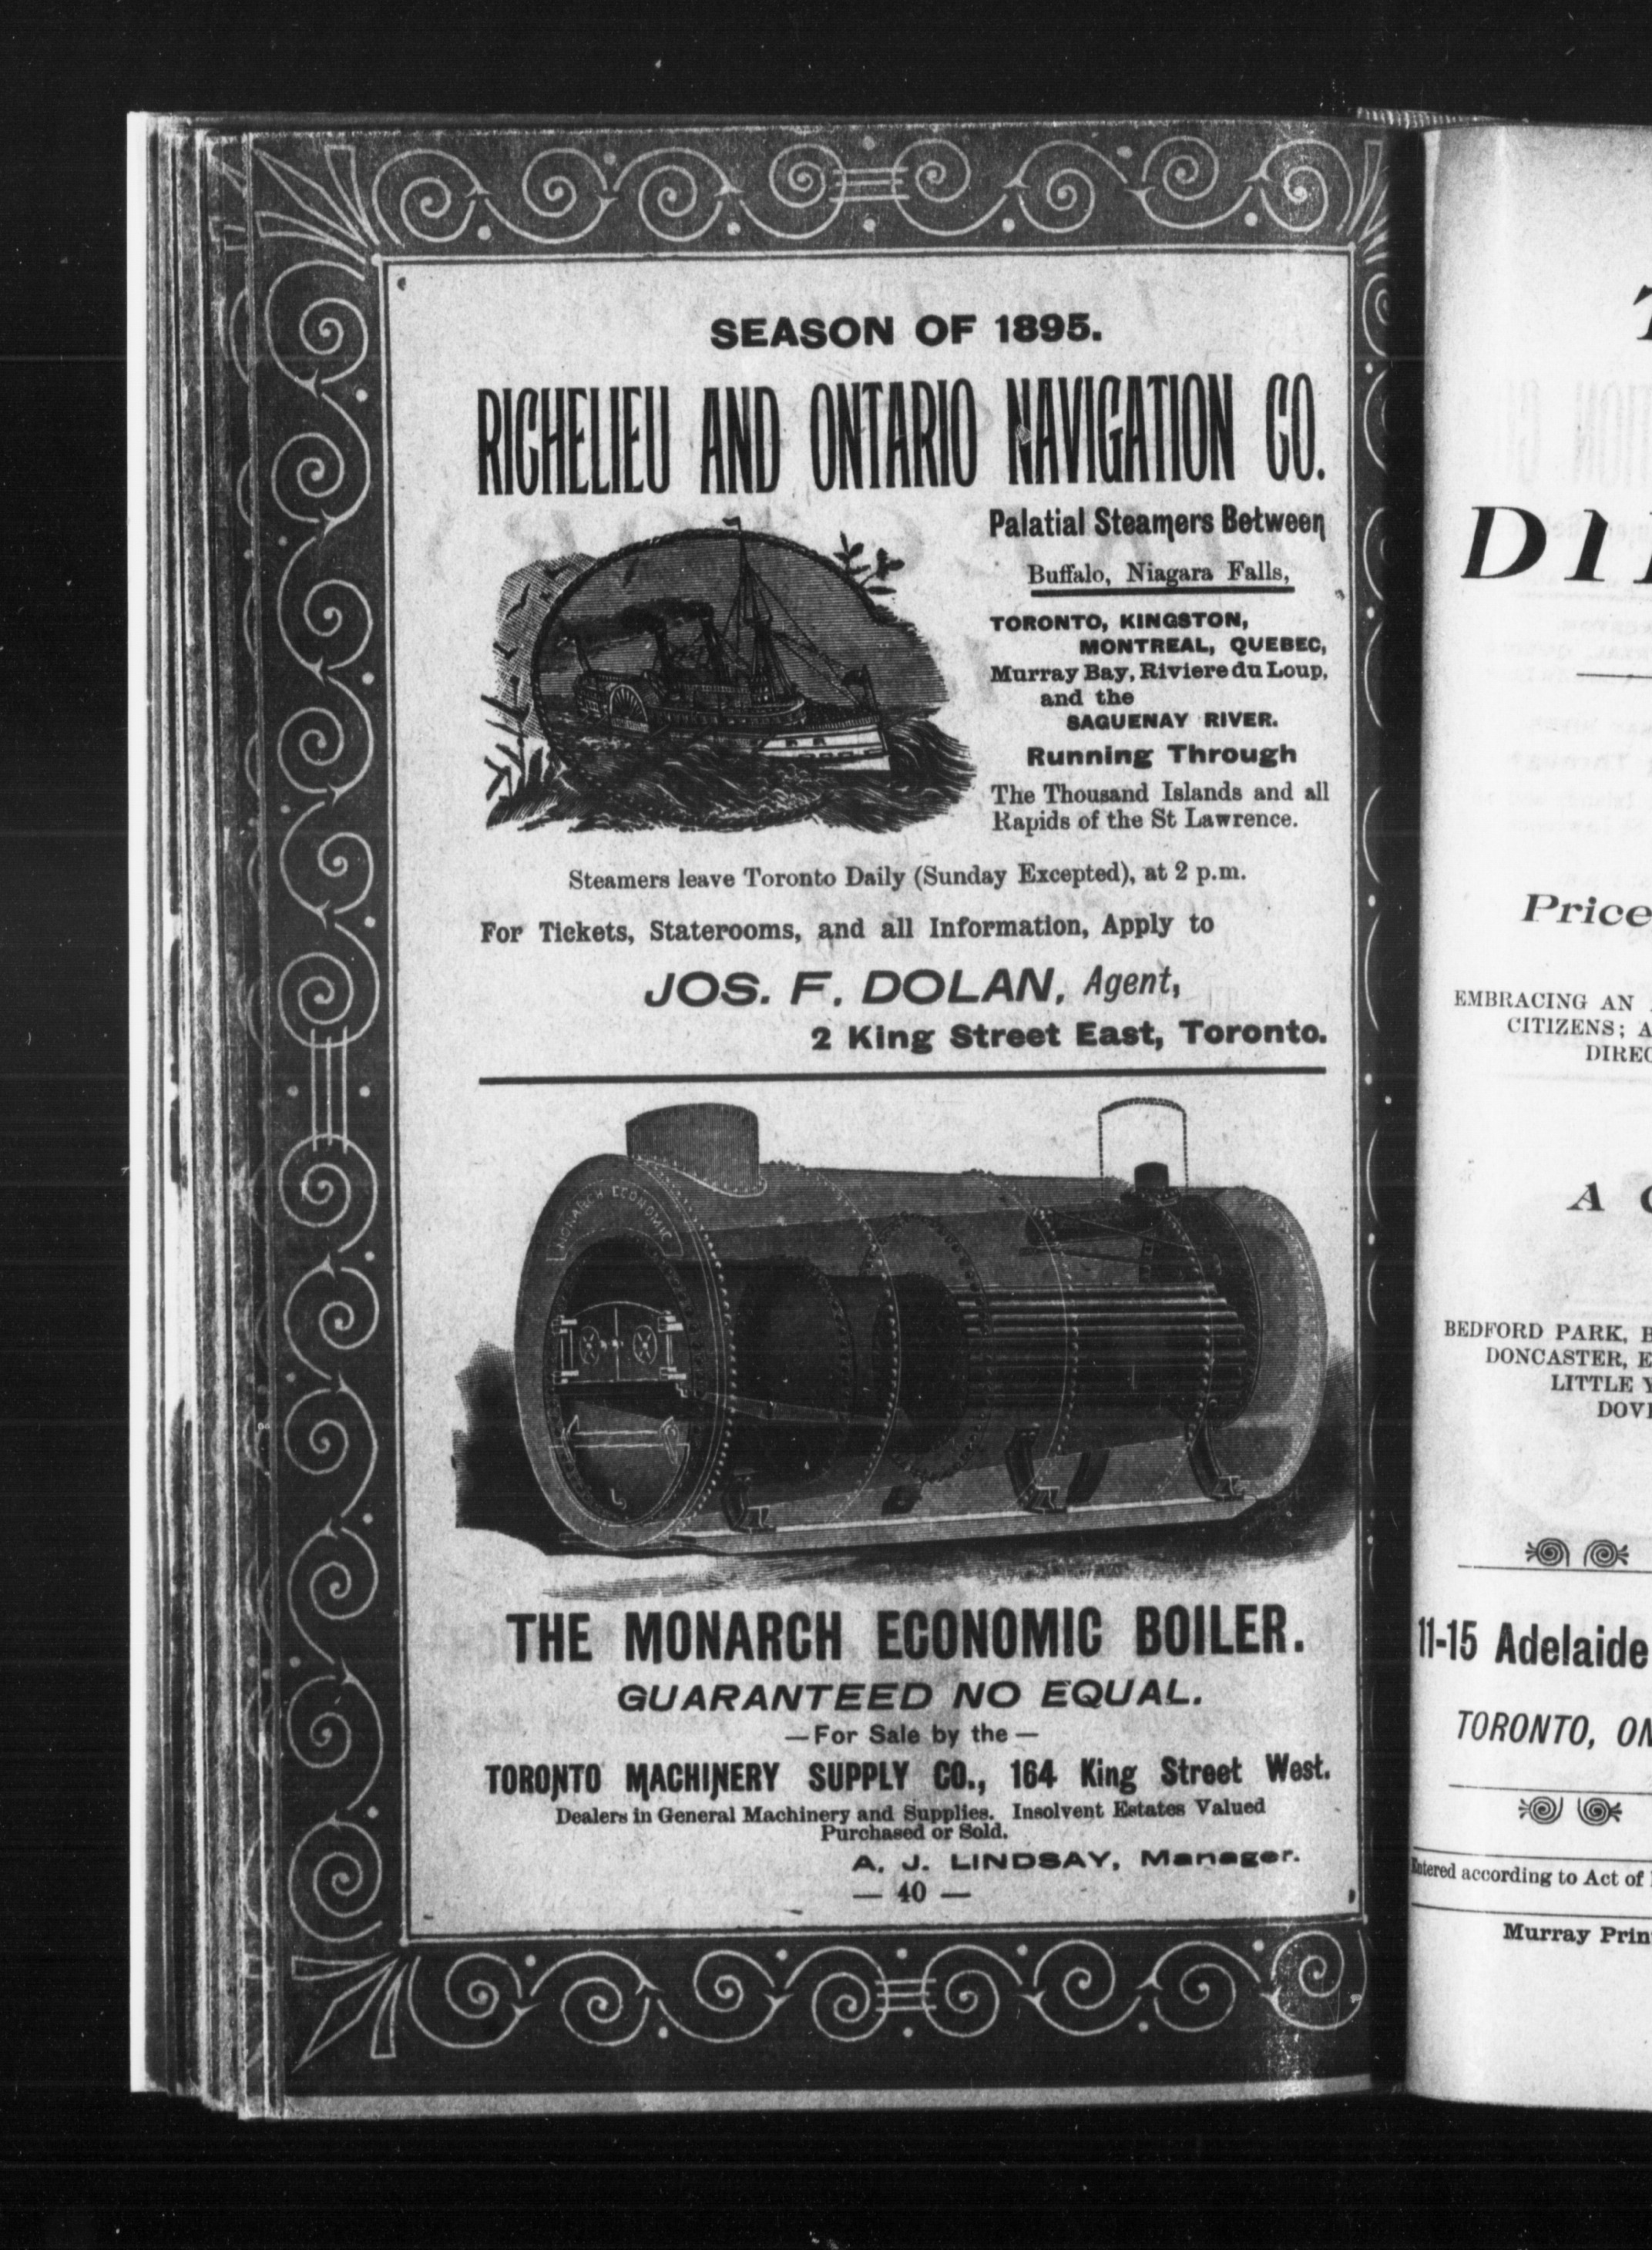 SEASON OF 1895.
RICHELIEU AND ONTARIO NAVIGATION CO.
Palatial Steamers Between
Buffalo, Niagara Falls,
TORONTO, KINGSTON,
MONTREAL, QUEBEC,
Murray Bay, Riviere du Loup,
and the
SAGUENAY RIVER.
Running Through
The Thousand Islands and all
Rapids of the St Lawrence.
Steamers leave Toronto Daily (Sunday Excepted), at 2 p.m.
For Tickets, Staterooms, and all Information, Apply to
JOS. F. DOLAN, Agent,
2 King Street East, Toronto.
MONARCH ECONOMIC
THE MONARCH ECONOMIC BOILER.
GUARANTEED NO EQUAL.
—For Sale by the—
TORONTO MACHINERY SUPPLY CO., 164 King Street West.
Dealers in General Machinery and Supplies. Insolvent Estates Valued
Purchased or Sold.
A. J. LINDSAY, Manager.
— 40 —
T
DI
Price
EMBRACING AN
CITIZENS; A
DIREC
A
BEDFORD PARK, B
DONCASTER, E
LITTLE Y
DOV
11-15 Adelaide
TORONTO, ON
Entered according to Act of
Murray Prin